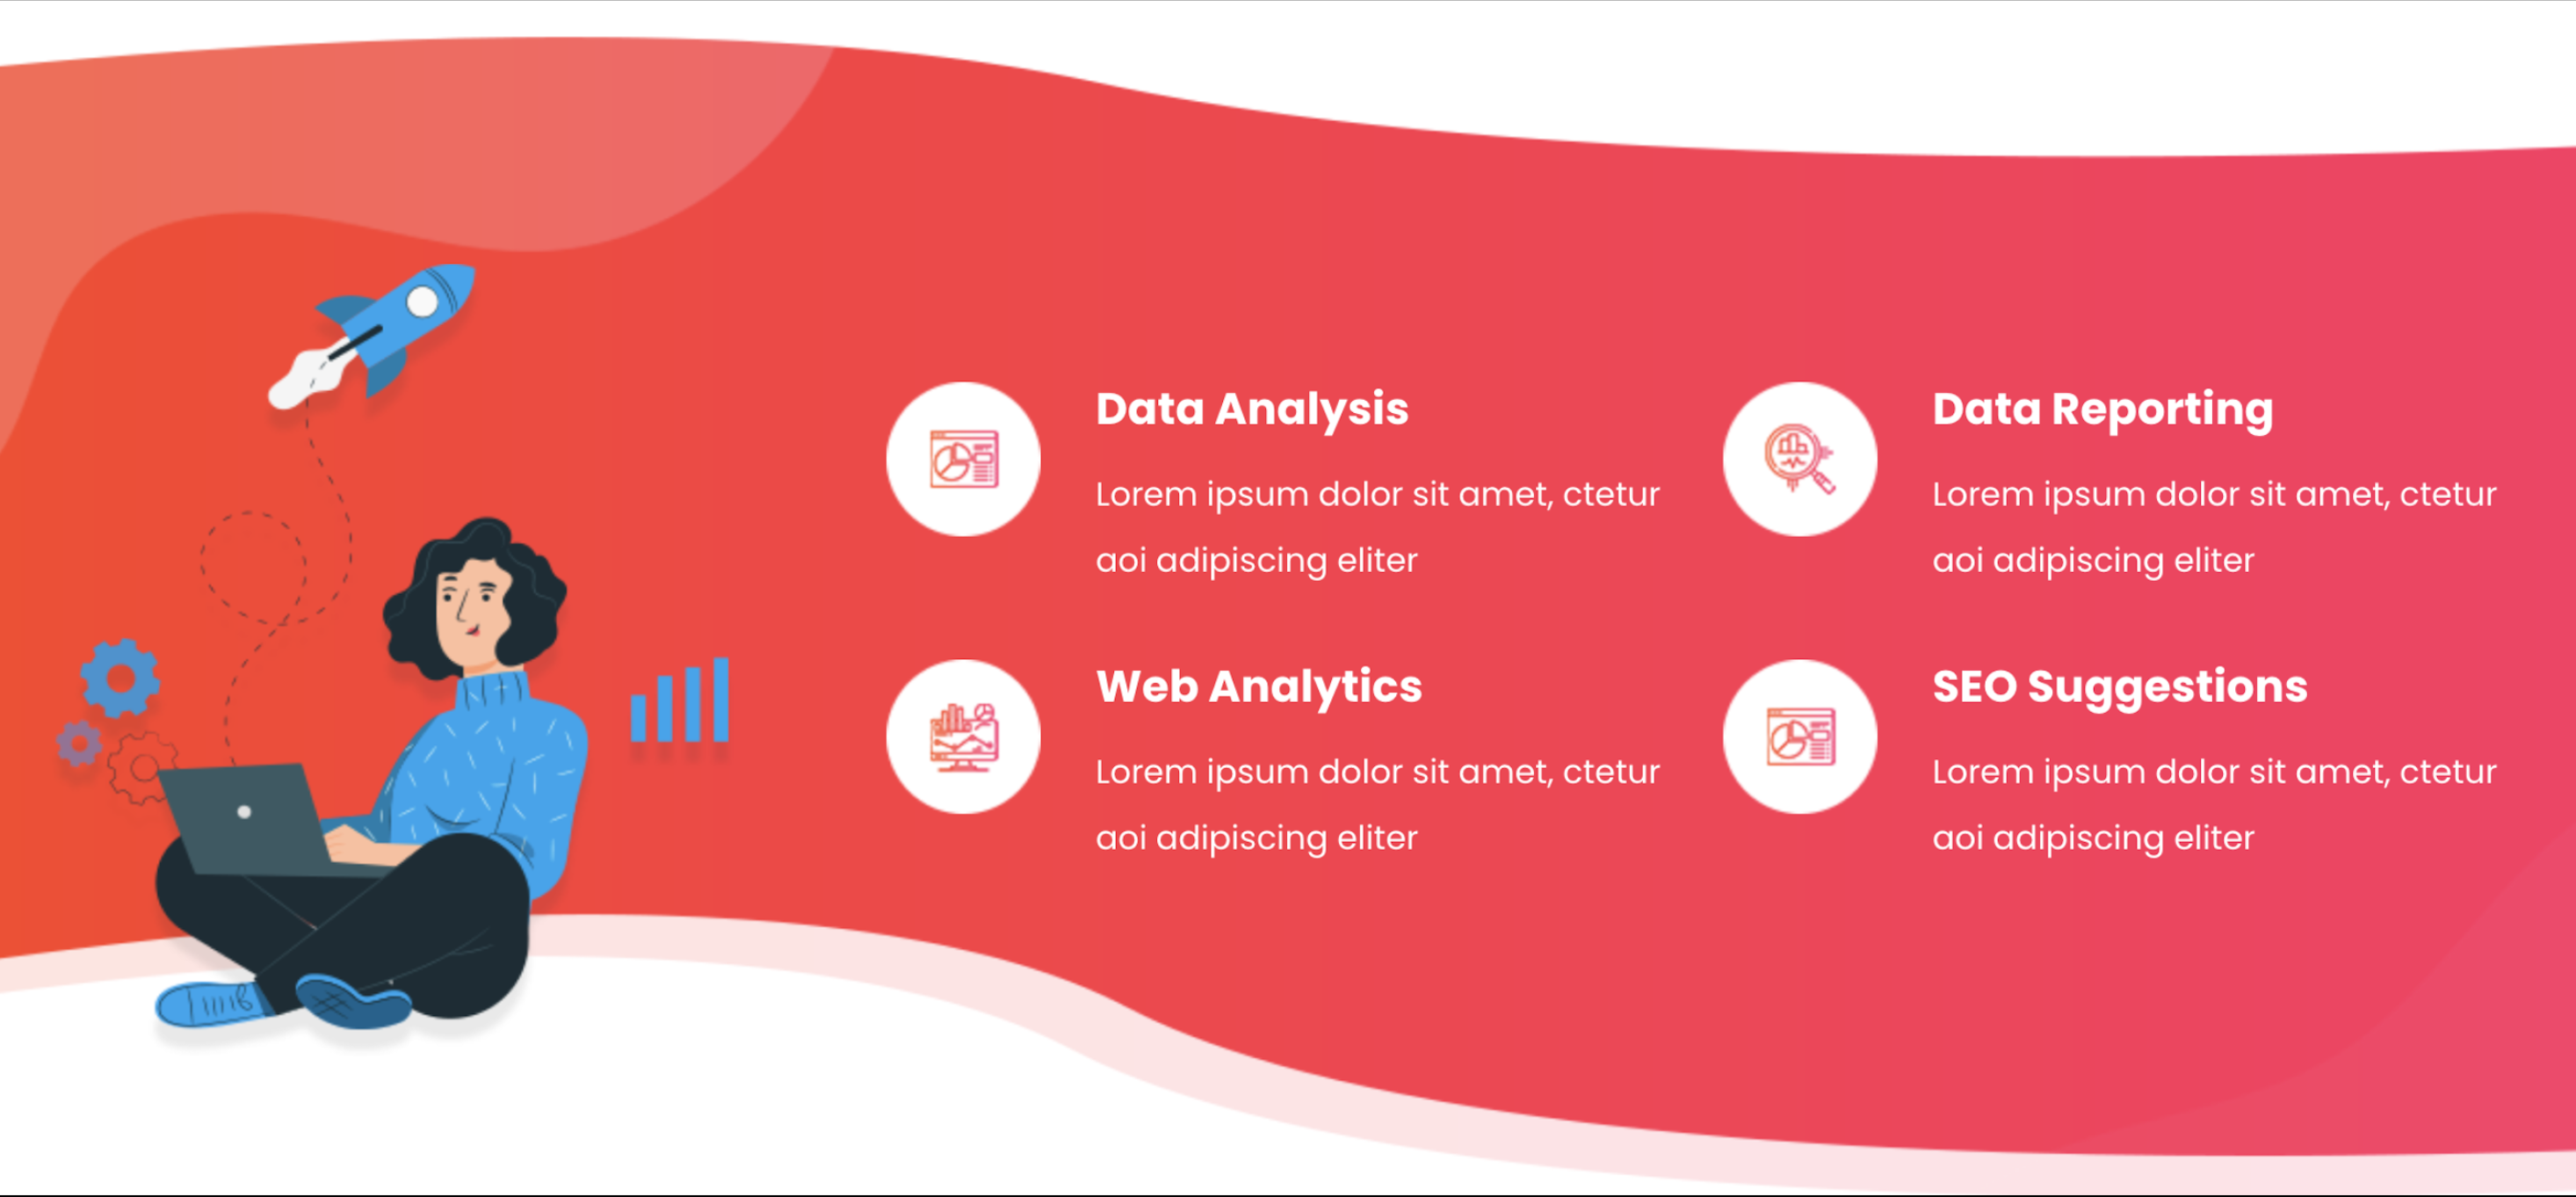 Data Analysis
Lorem ipsum dolor sit amet, ctetur
aoi adipiscing eliter
Data Reporting
Lorem ipsum dolor sit amet, ctetur
aoi adipiscing eliter
Web Analytics
Lorem ipsum dolor sit amet, ctetur
aoi adipiscing eliter
SEO Suggestions
Lorem ipsum dolor sit amet, ctetur
aoi adipiscing eliter